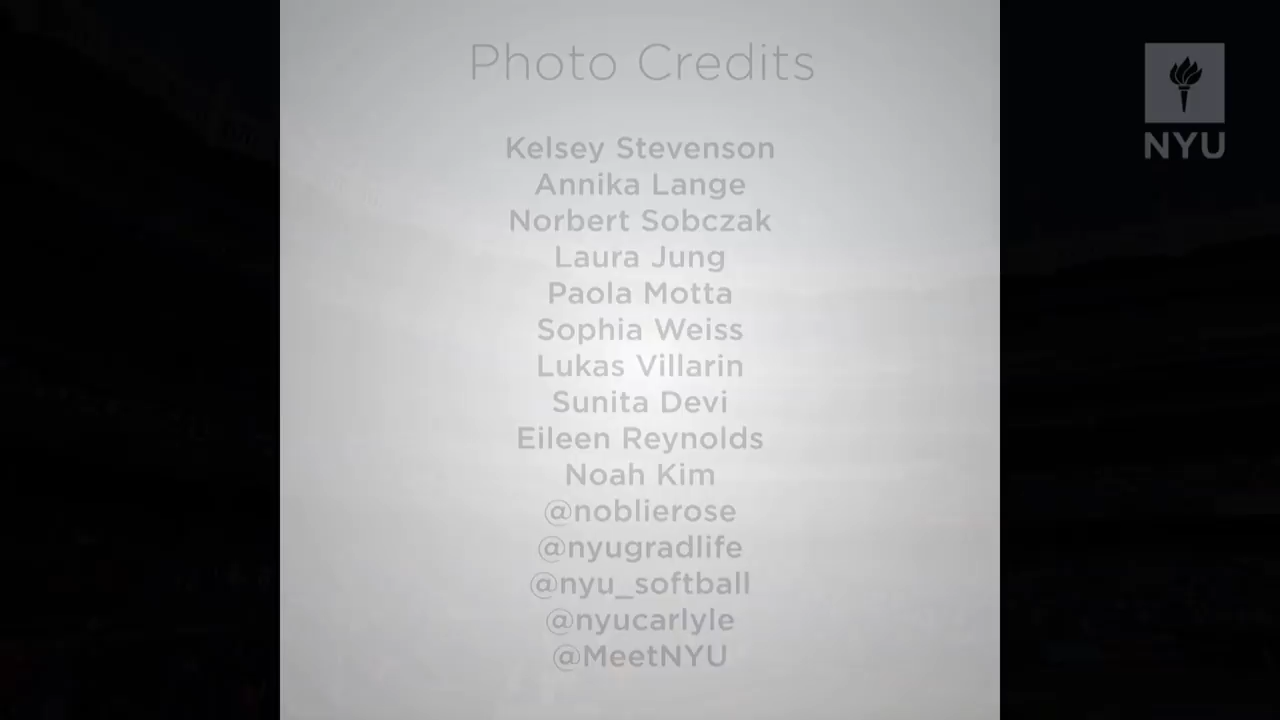 Photo Credits
Kelsey Stevenson
Annika Lange
Norbert Sobczak
Laura Jung
Paola Motta
Sophia Weiss
Lukas Villarin
Sunita Devi
Eileen Reynolds
Noah Kim
@noblierose
@nyugradlife
@nyu_softball
@nyucarlyle
@MeetNYU
NYU